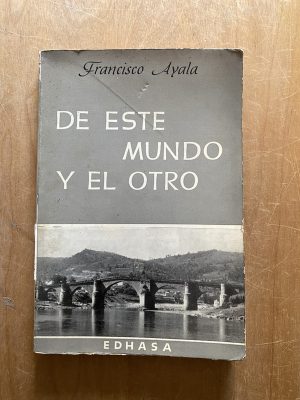 Francisco Ayala
DE ESTE
MUNDO
Y EL OTRO
EDHASA